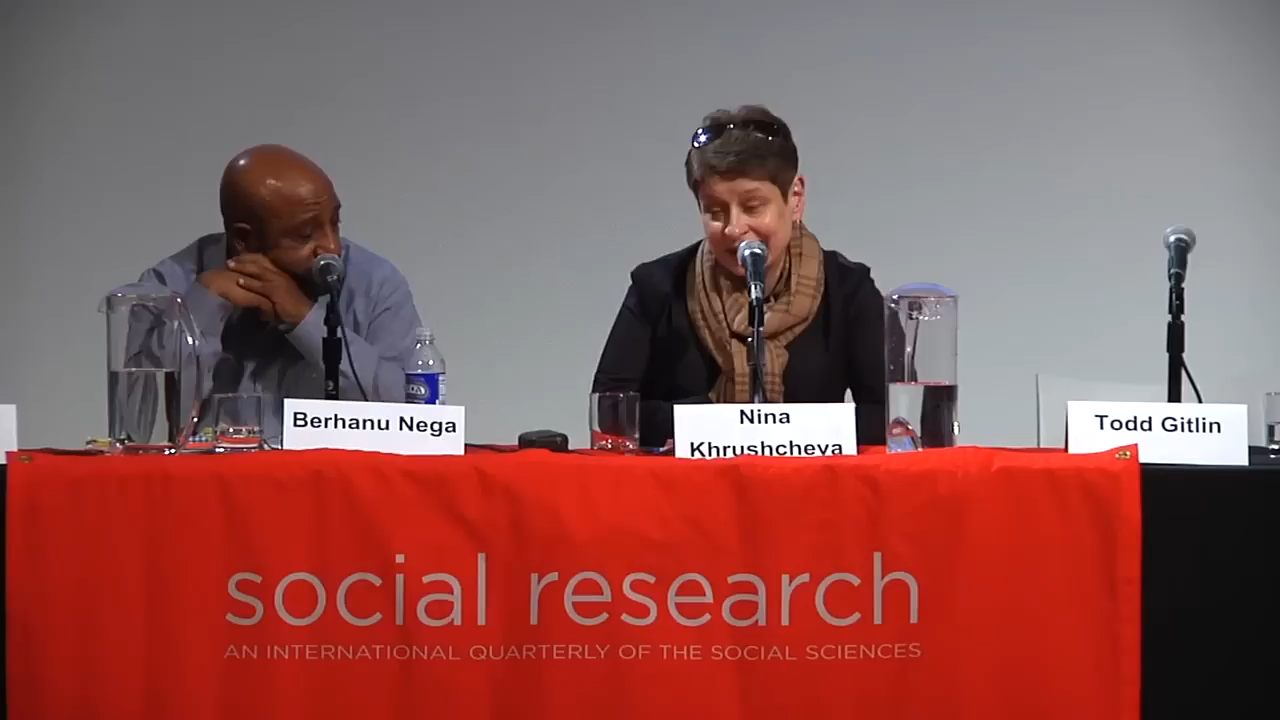 Berhanu Nega
Nina
Khrushcheva
Todd Gitlin
social research
AN INTERNATIONAL QUARTERLY OF THE SOCIAL SCIENCES